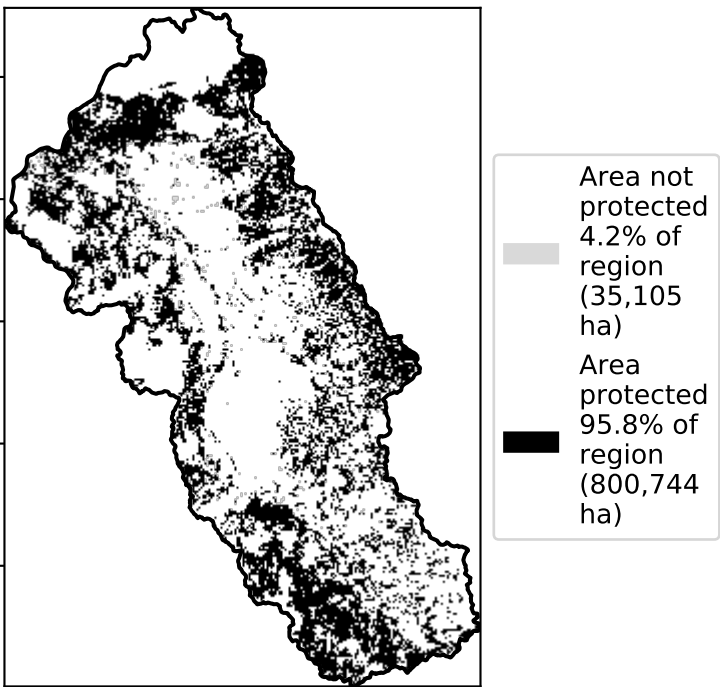 Area not
protected
4.2% of
region
(35,105
ha)
Area
protected
95.8% of
region
(800,744
ha)